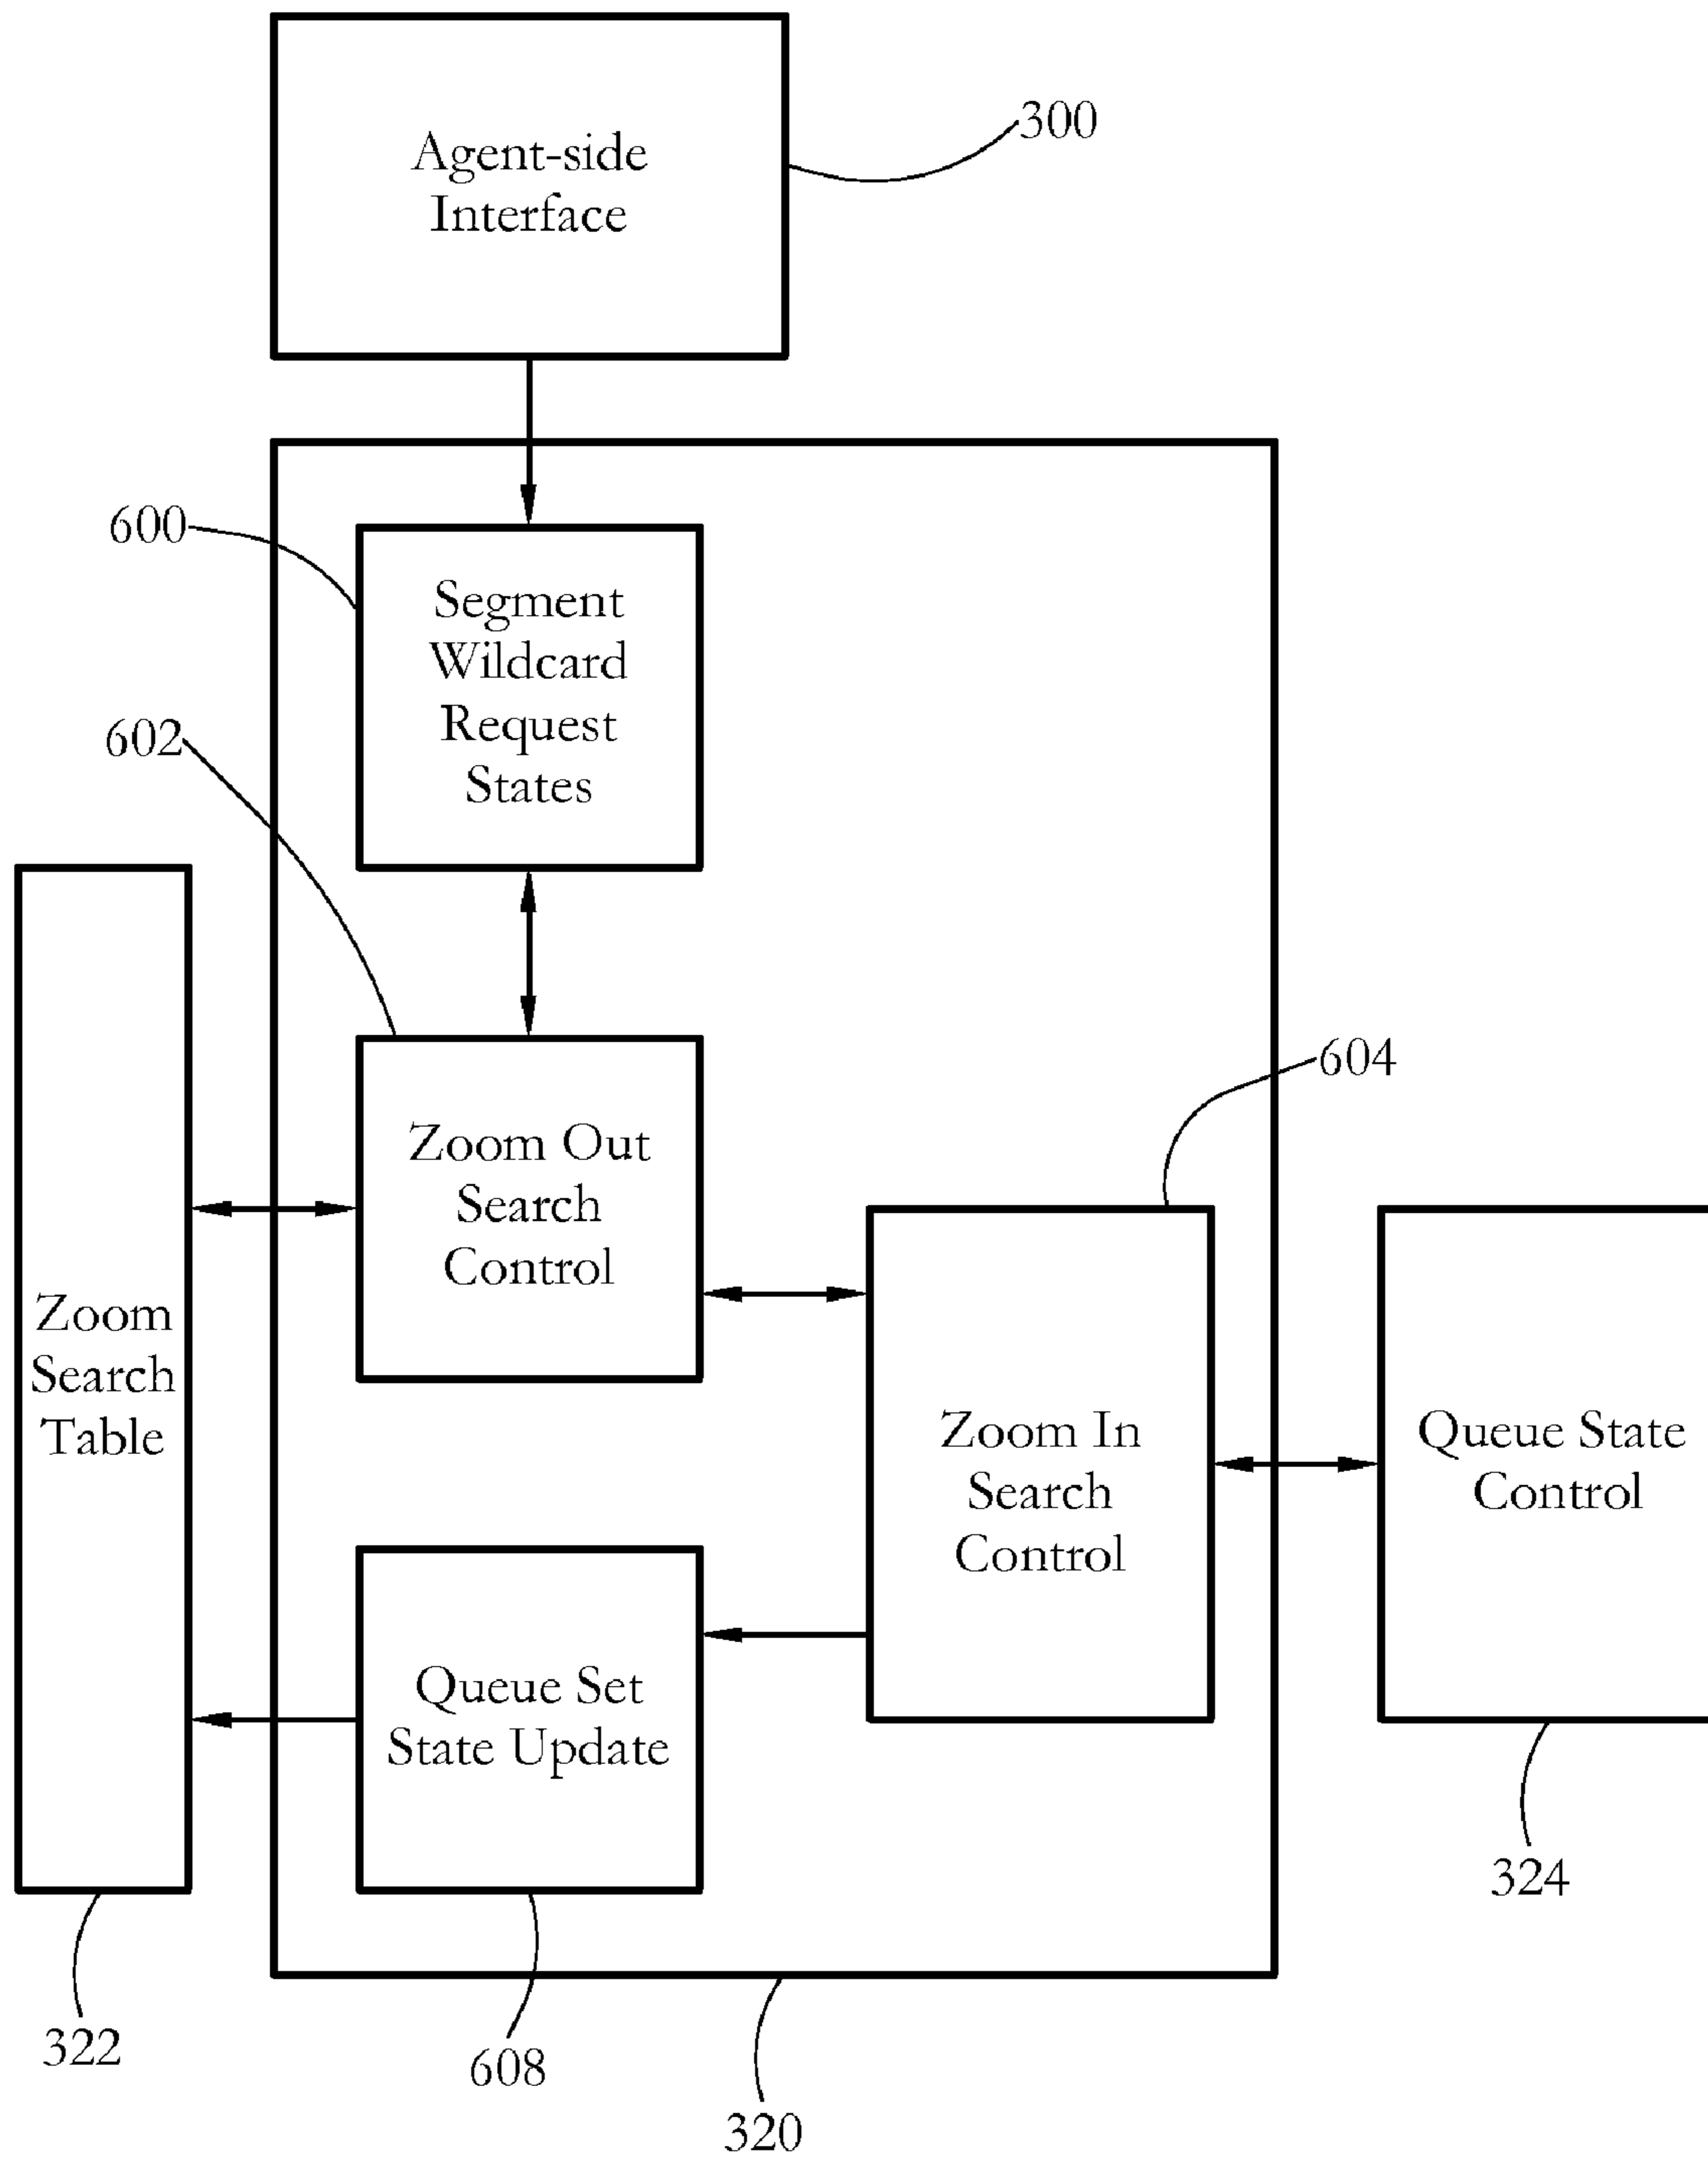 Agent-side
Interface
300
600
Segment
Wildcard
Request
States
602
Zoom Out
Search
Control
604
Zoom
Search
Table
Zoom In
Search
Control
Queue State
Control
Queue Set
State Update
324
322
608
320